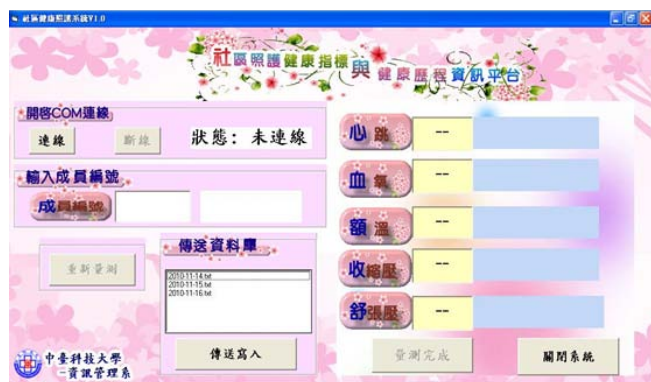 社區健康照護系統V1.0
社區照護健康指標與健康歷程資訊平台
開啓COM連線
連線
斷線
狀態： 未連線
輸入成員編號
成員編號
重新量測
傳送資料庫
2010-11-14.txt
2010-11-15.txt
2010-11-16.txt
傳送寫入
心跳 --
血氧 --
額溫 --
收縮壓 --
舒張壓 --
量測完成
關閉系統
中臺科技大學
-資訊管理系